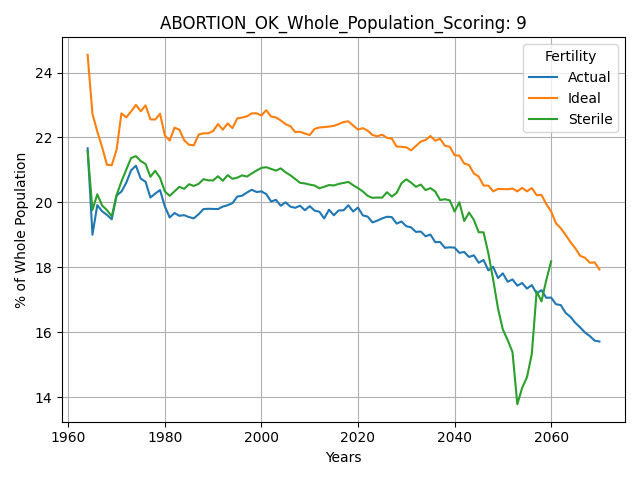 ABORTION_OK_Whole_Population_Scoring: 9
Fertility
Actual
Ideal
Sterile
% of Whole Population
24
22
20
18
16
14
1960
1980
2000
2020
2040
2060
Years